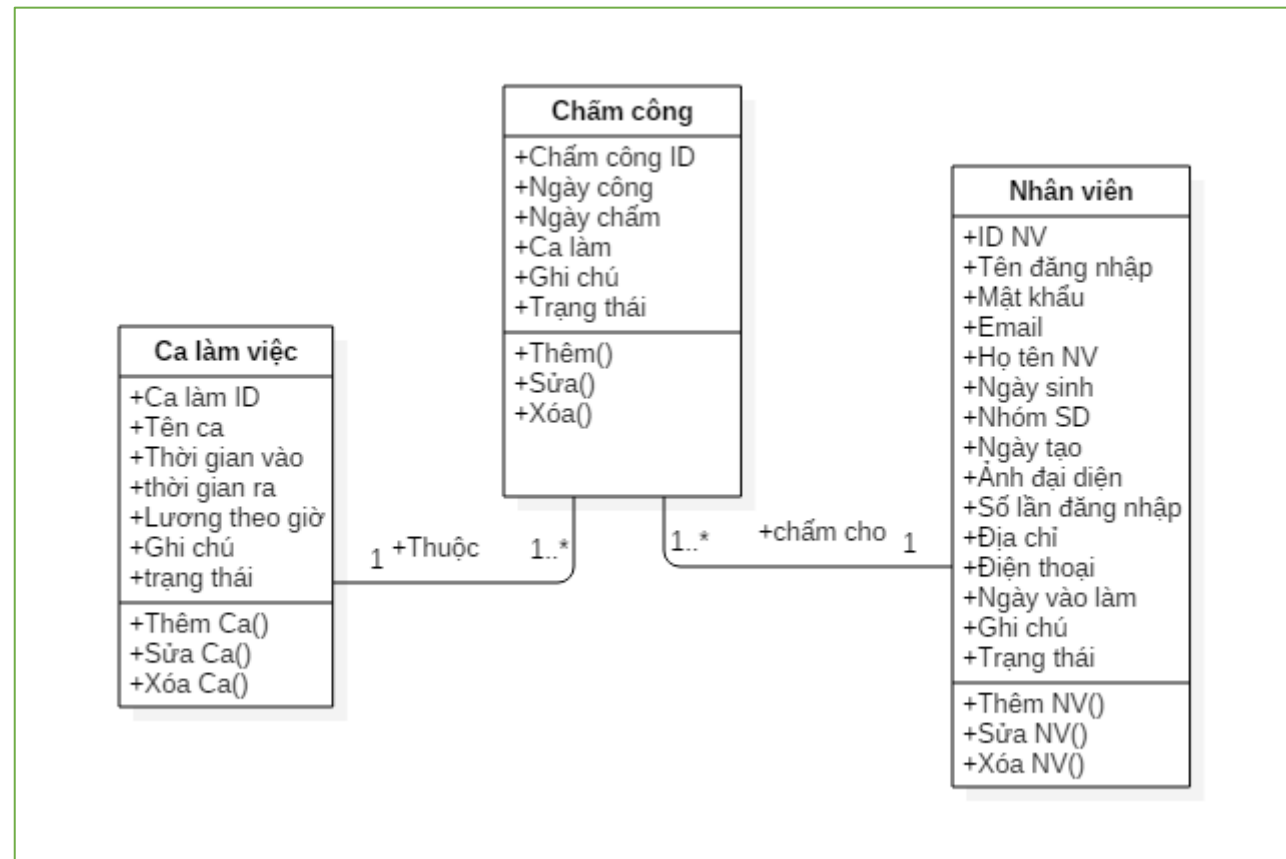 Chấm công
+Chấm công ID
+Ngày công
+Ngày chấm
+Ca làm
+Ghi chú
+Trạng thái
+Thêm()
+Sửa()
+Xóa()
Ca làm việc
+Ca làm ID
+Tên ca
+Thời gian vào
+thời gian ra
+Lương theo giờ
+Ghi chú
+trạng thái
+Thêm Ca()
+Sửa Ca()
+Xóa Ca()
1 +Thuộc 1..*
1..* +chấm cho 1
Nhân viên
+ID NV
+Tên đăng nhập
+Mật khẩu
+Email
+Họ tên NV
+Ngày sinh
+Nhóm SD
+Ngày tạo
+Ảnh đại diện
+Số lần đăng nhập
+Địa chỉ
+Điện thoại
+Ngày vào làm
+Ghi chú
+Trạng thái
+Thêm NV()
+Sửa NV()
+Xóa NV()